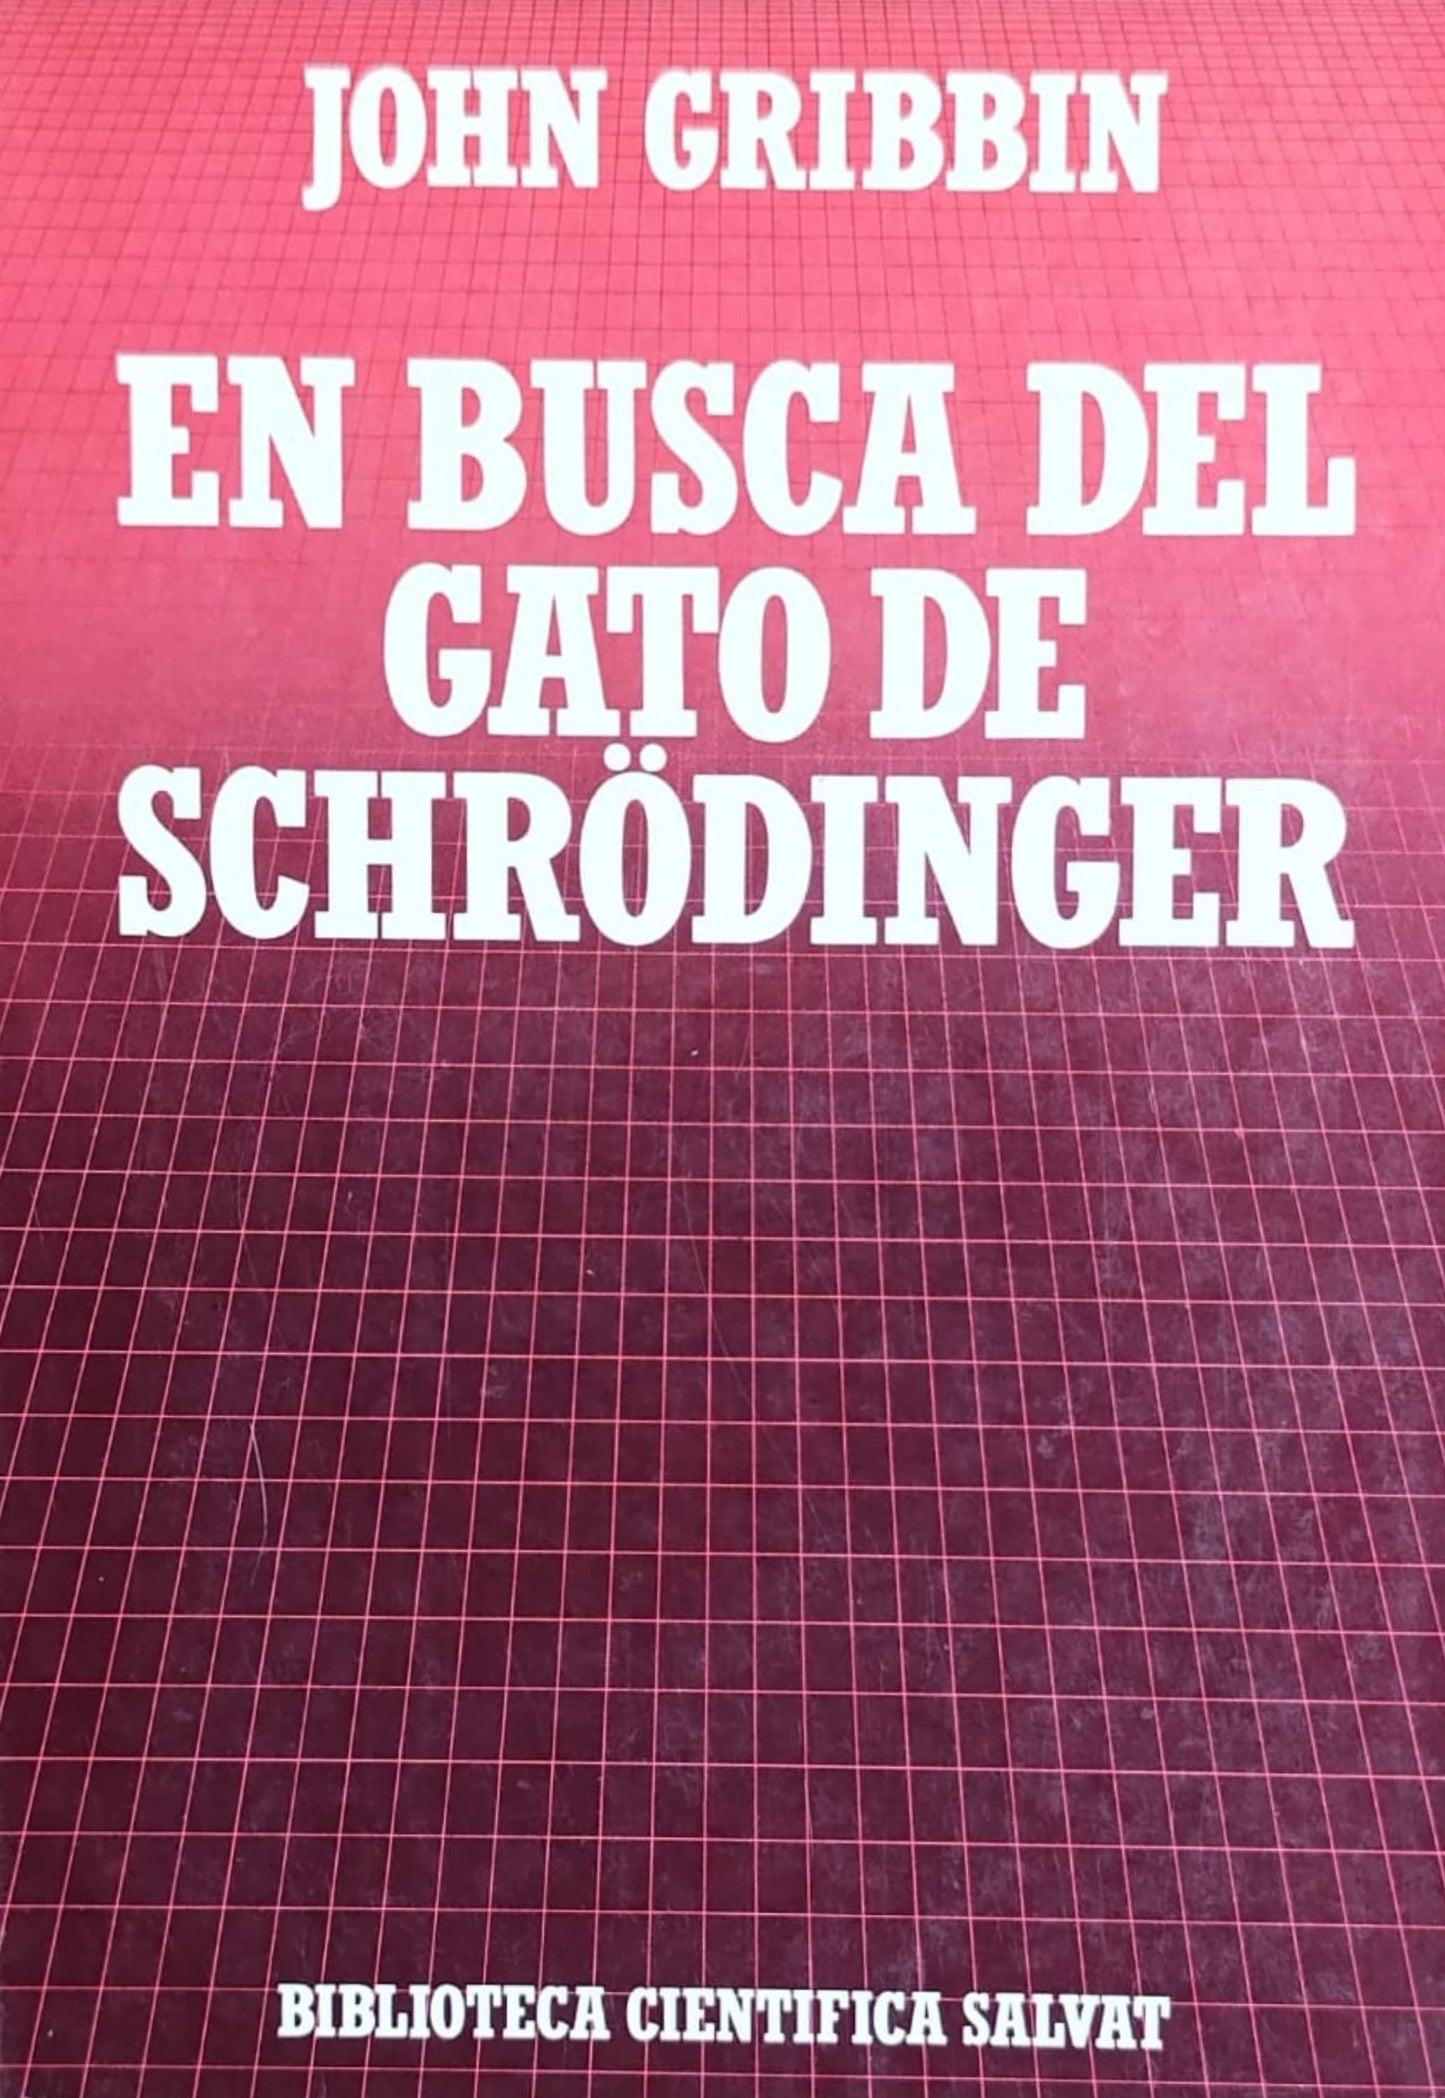 JOHN GRIBBIN
EN BUSCA DEL
GATO DE
SCHRÖDINGER
BIBLIOTECA CIENTIFICA SALVAT